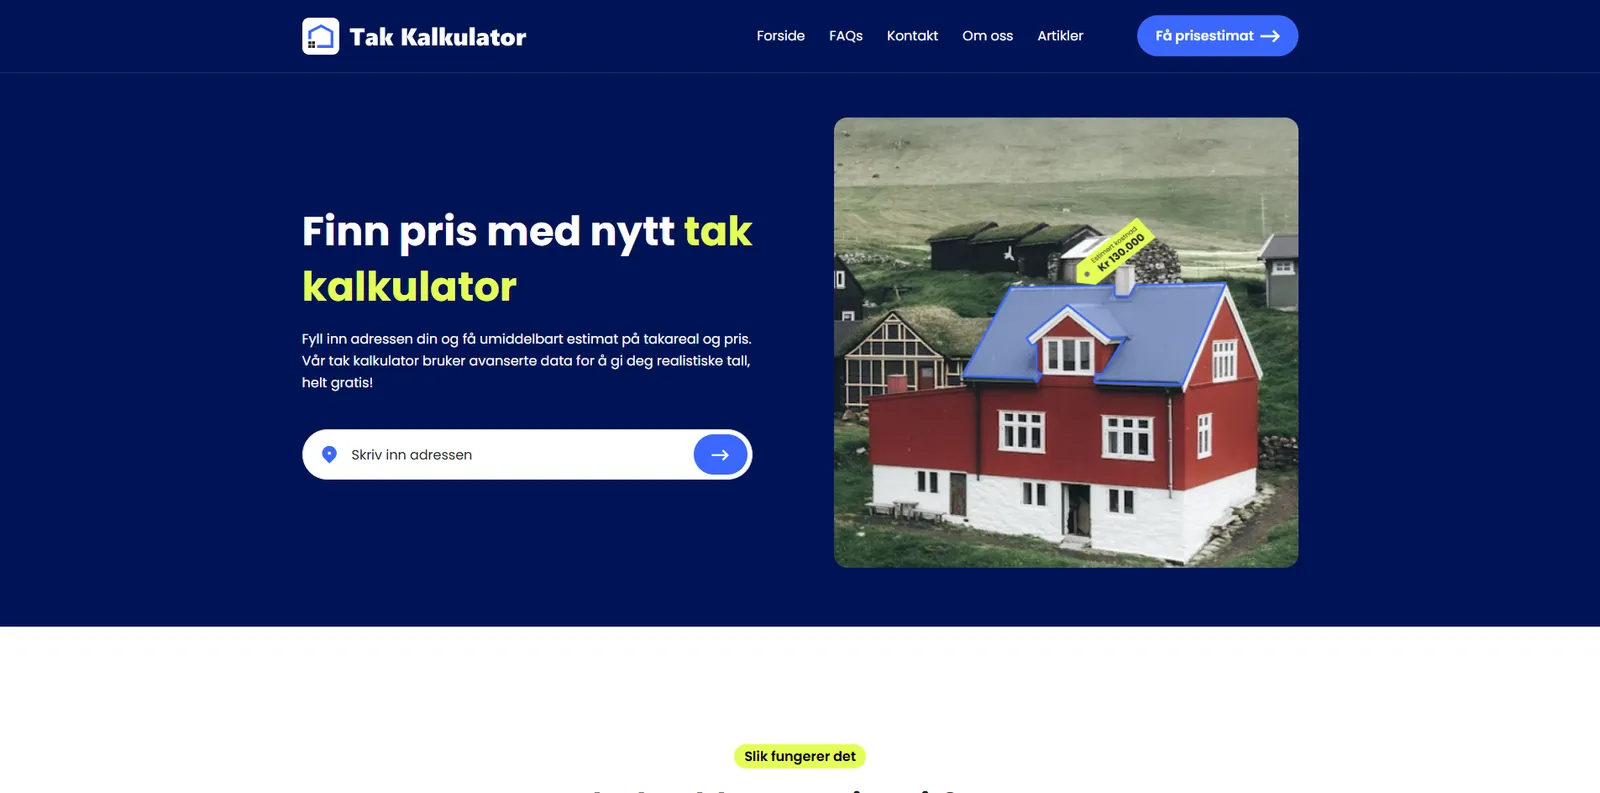 Tak Kalkulator
Forside
FAQs
Kontakt
Om oss
Artikler
Få prisestimat
Finn pris med nytt tak
kalkulator
Fyll inn adressen din og få umiddelbart estimat på takareal og pris.
Vår tak kalkulator bruker avanserte data for å gi deg realistiske tall,
helt gratis!
Skriv inn adressen
Estimert kostnad
Kr 130.000
Slik fungerer det